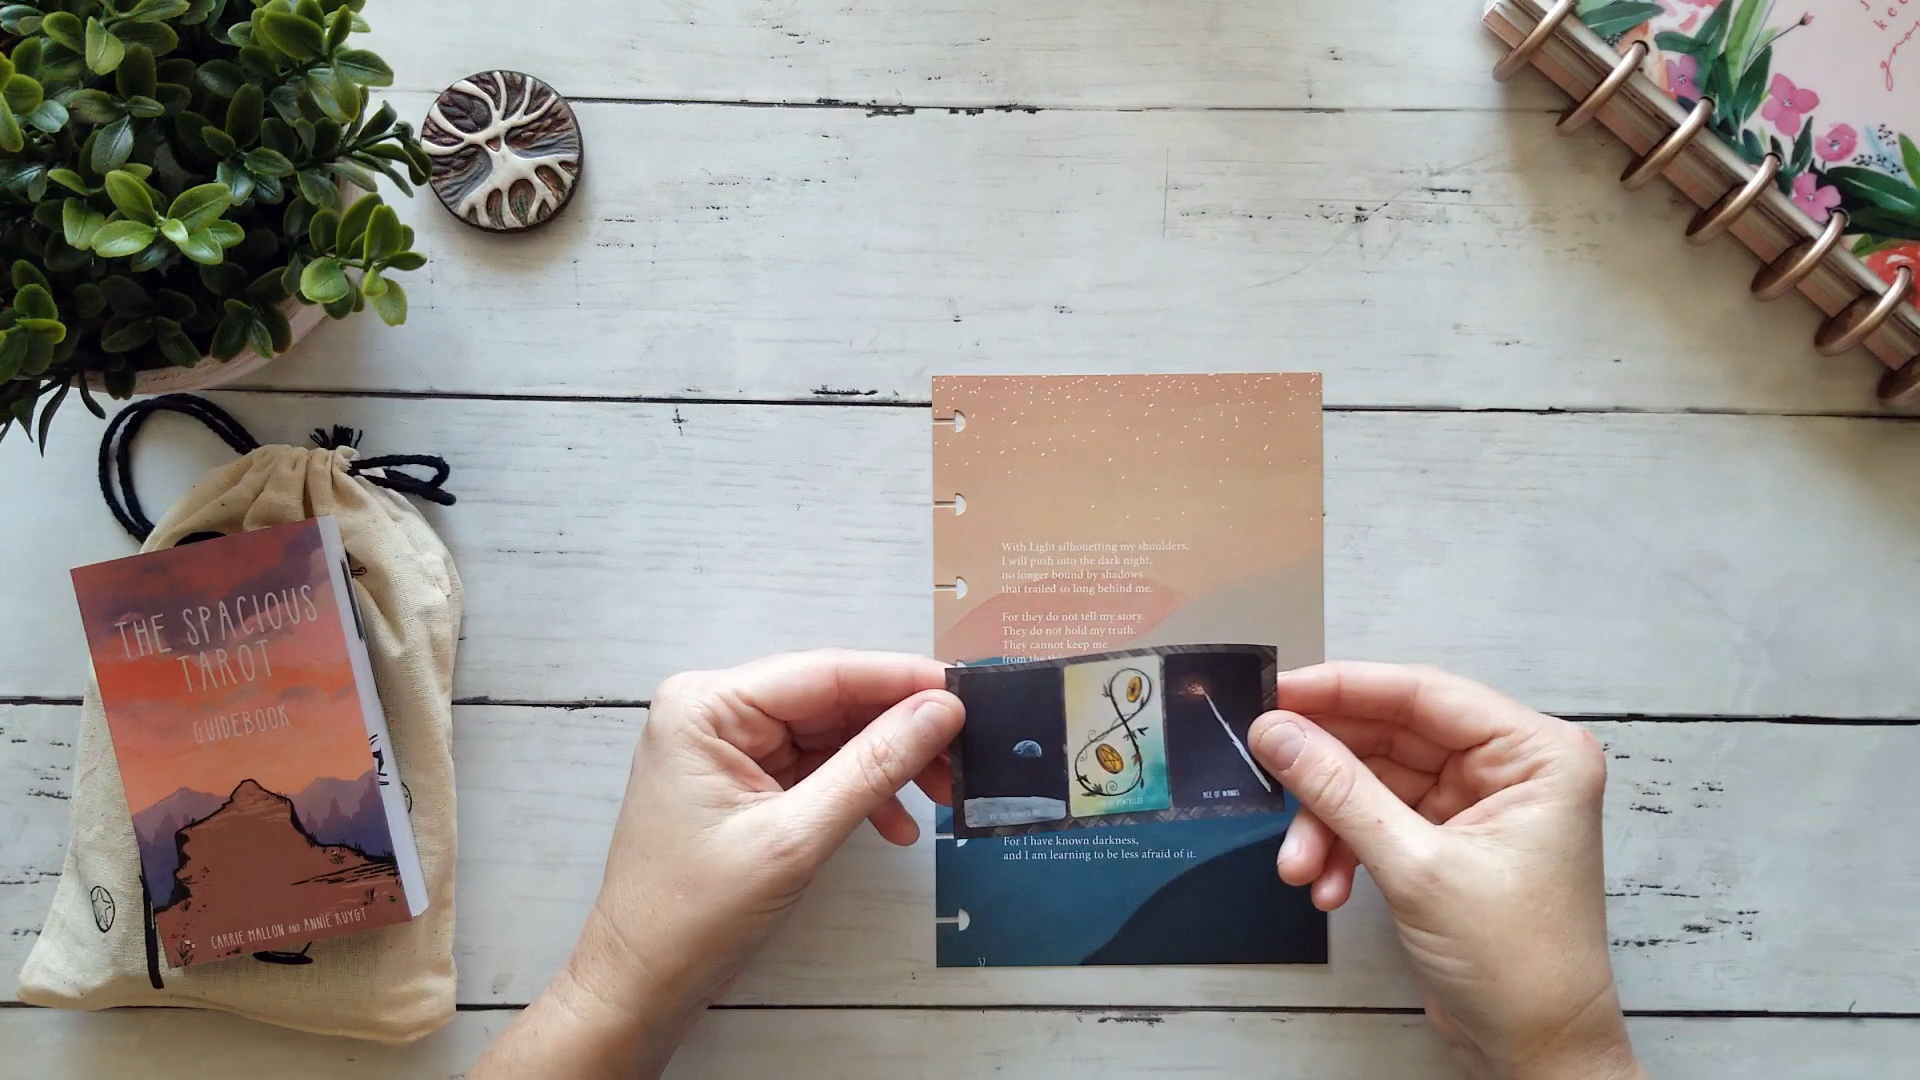 THE SPACIOUS
TAROT
GUIDEBOOK
CARRIE MALLON AND ANNIE RUYGT
With Light silhouetting my shoulders,
I will push into the dark night,
no longer bound by shadows
that trailed so long behind me.
For they do not tell my story.
They do not hold my truth.
They cannot keep me
from the
PENTACLES
ACE OF WANDS
For I have known darkness,
and I am learning to be less afraid of it.